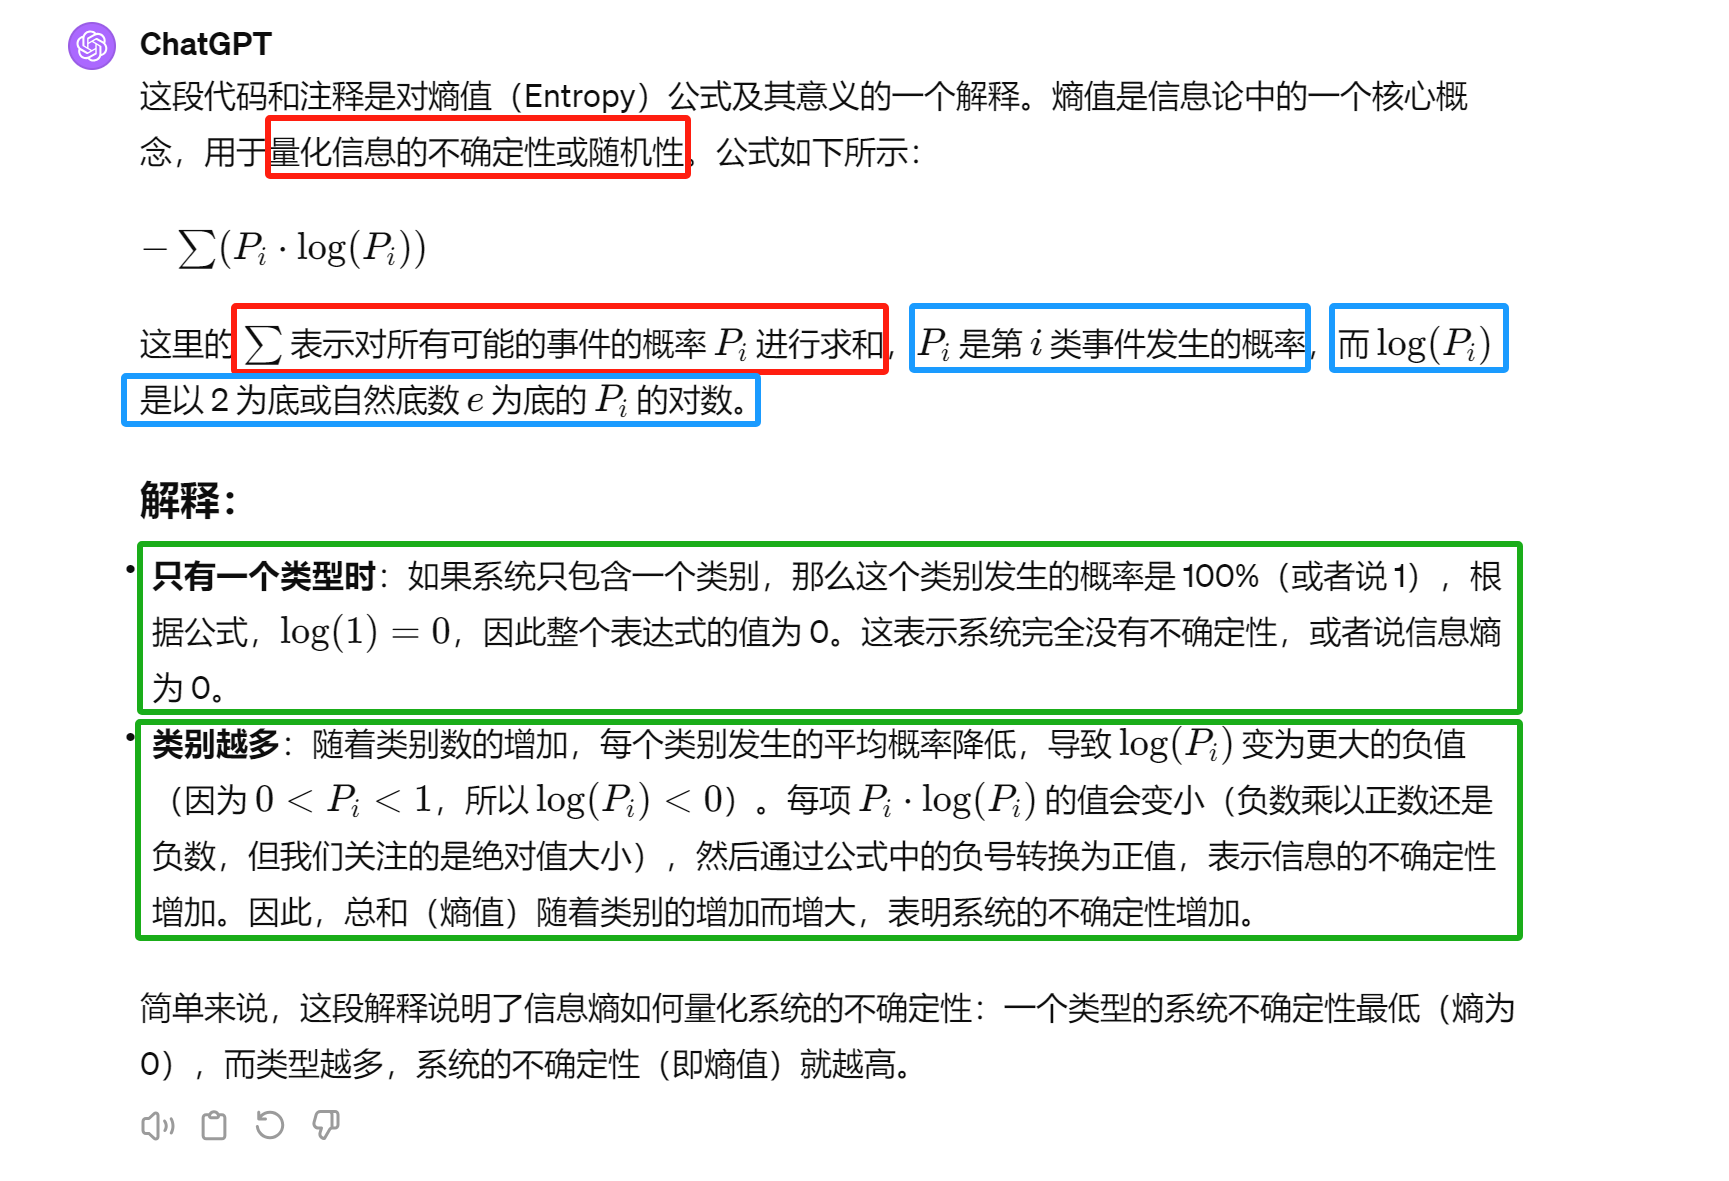 ChatGPT
这段代码和注释是对熵值（Entropy）公式及其意义的一个解释。熵值是信息论中的一个核心概
念，用于量化信息的不确定性或随机性。公式如下所示：
− ∑(Pᵢ · log(Pᵢ))
这里的 ∑ 表示对所有可能的事件的概率 Pᵢ 进行求和，Pᵢ 是第 i 类事件发生的概率，而 log(Pᵢ)
是以 2 为底或自然底数 e 为底的 Pᵢ 的对数。
解释：
• 只有一个类型时：如果系统只包含一个类别，那么这个类别发生的概率是 100%（或者说 1），根
据公式，log(1) = 0，因此整个表达式的值为 0。这表示系统完全没有不确定性，或者说信息熵
为 0。
• 类别越多：随着类别数的增加，每个类别发生的平均概率降低，导致 log(Pᵢ) 变为更大的负值
（因为 0 < Pᵢ < 1，所以 log(Pᵢ) < 0）。每项 Pᵢ · log(Pᵢ) 的值会变小（负数乘以正数还是
负数，但我们关注的是绝对值大小），然后通过公式中的负号转换为正值，表示信息的不确定性
增加。因此，总和（熵值）随着类别的增加而增大，表明系统的不确定性增加。
简单来说，这段解释说明了信息熵如何量化系统的不确定性：一个类型的系统不确定性最低（熵为
0），而类型越多，系统的不确定性（即熵值）就越高。